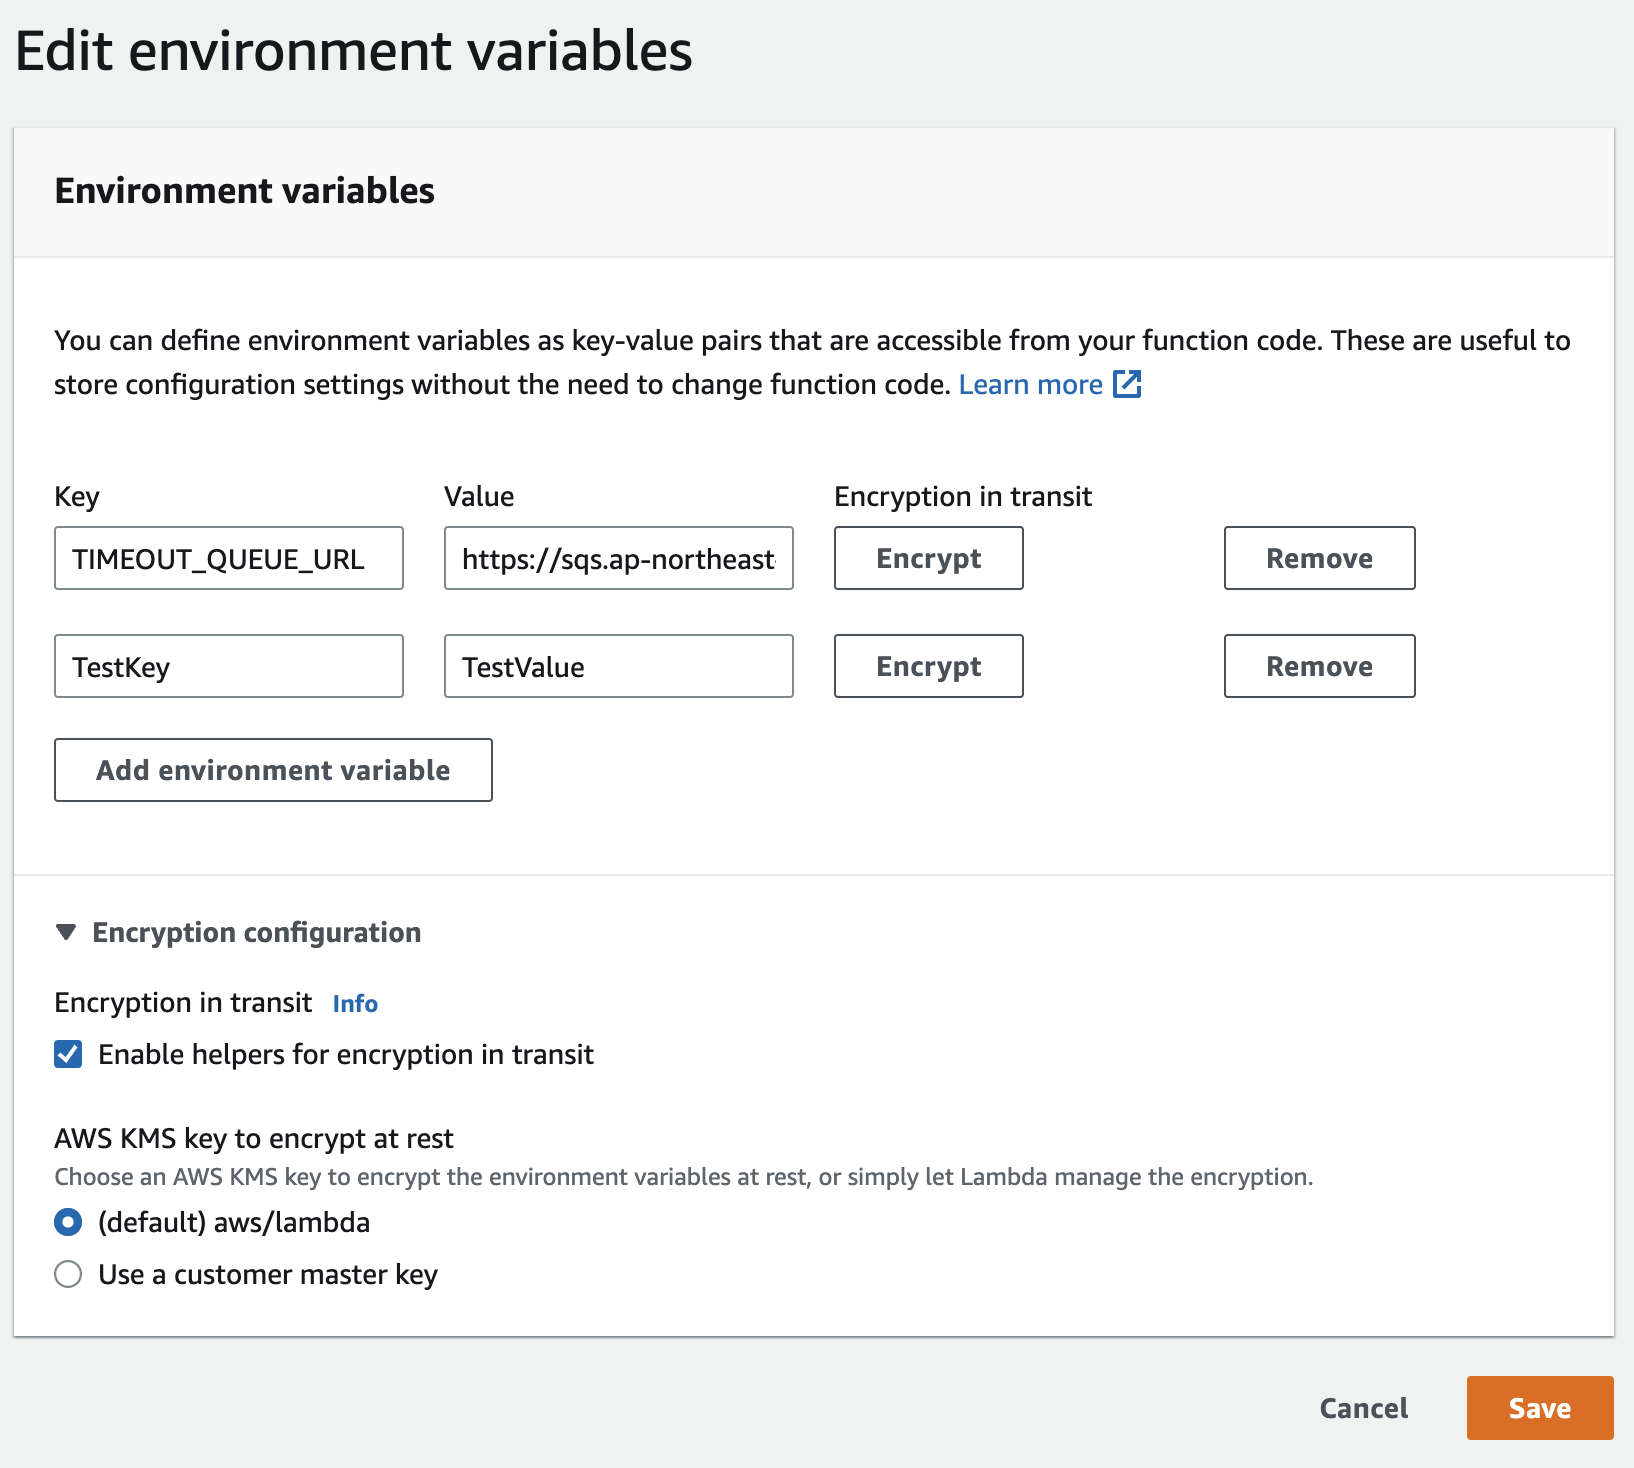 Edit environment variables
Environment variables
You can define environment variables as key-value pairs that are accessible from your function code. These are useful to
store configuration settings without the need to change function code. Learn more
Key Value Encryption in transit
TIMEOUT_QUEUE_URL https://sqs.ap-northeast- Encrypt Remove
TestKey TestValue Encrypt Remove
Add environment variable
Encryption configuration
Encryption in transit Info
Enable helpers for encryption in transit
AWS KMS key to encrypt at rest
Choose an AWS KMS key to encrypt the environment variables at rest, or simply let Lambda manage the encryption.
(default) aws/lambda
Use a customer master key
Cancel Save